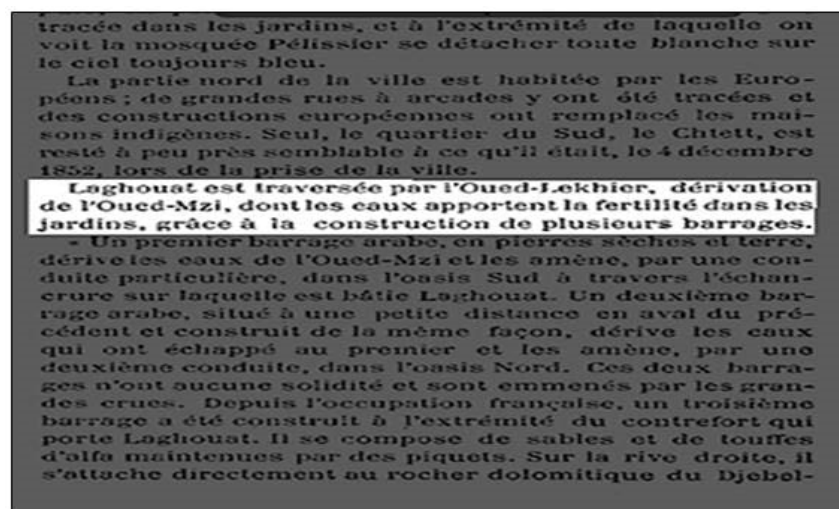 tracée dans les jardins, et à l'extrémité de laquelle on
voit la mosquée Pélissier se détacher toute blanche sur
le ciel toujours bleu.
La partie nord de la ville est habitée par les Euro-
péens ; de grandes rues à arcades y ont été tracées et
des constructions européennes ont remplacé les mai-
sons indigènes. Seul, le quartier du Sud, le Chtett, est
resté à peu près semblable à ce qu'il était, le 4 décembre
1852, lors de la prise de la ville.
Laghouat est traversée par l'Oued-Lekhier, dérivation
de l'Oued-Mzi, dont les eaux apportent la fertilité dans les
jardins, grâce à la construction de plusieurs barrages.
« Un premier barrage arabe, en pierres sèches et terre,
dérive les eaux de l'Oued-Mzi et les amène, par une con-
duite particulière, dans l'oasis Sud à travers l'échan-
crure sur laquelle est bâtie Laghouat. Un deuxième bar-
rage arabe, situé à une petite distance en aval du pré-
cédent et construit de la même façon, dérive les eaux
qui ont échappé au premier et les amène, par une
deuxième conduite, dans l'oasis Nord. Ces deux barra-
ges n'ont aucune solidité et sont emmenés par les gran-
des crues. Depuis l'occupation française, un troisième
barrage a été construit à l'extrémité du contrefort qui
porte Laghouat. Il se compose de sables et de touffes
d'alfa maintenues par des piquets. Sur la rive droite, il
s'attache directement au rocher dolomitique du Djebel-